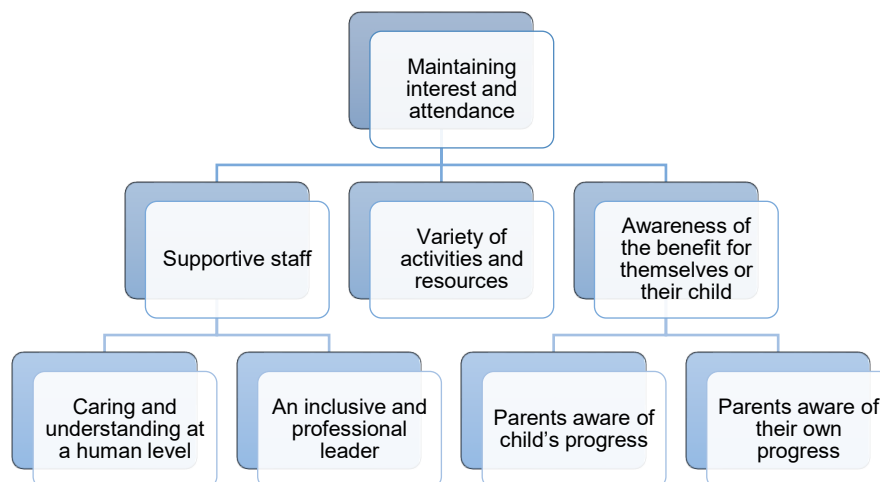 Maintaining
interest and
attendance
Supportive staff
Variety of
activities and
resources
Awareness of
the benefit for
themselves or
their child
Caring and
understanding at
a human level
An inclusive and
professional
leader
Parents aware of
child’s progress
Parents aware of
their own
progress